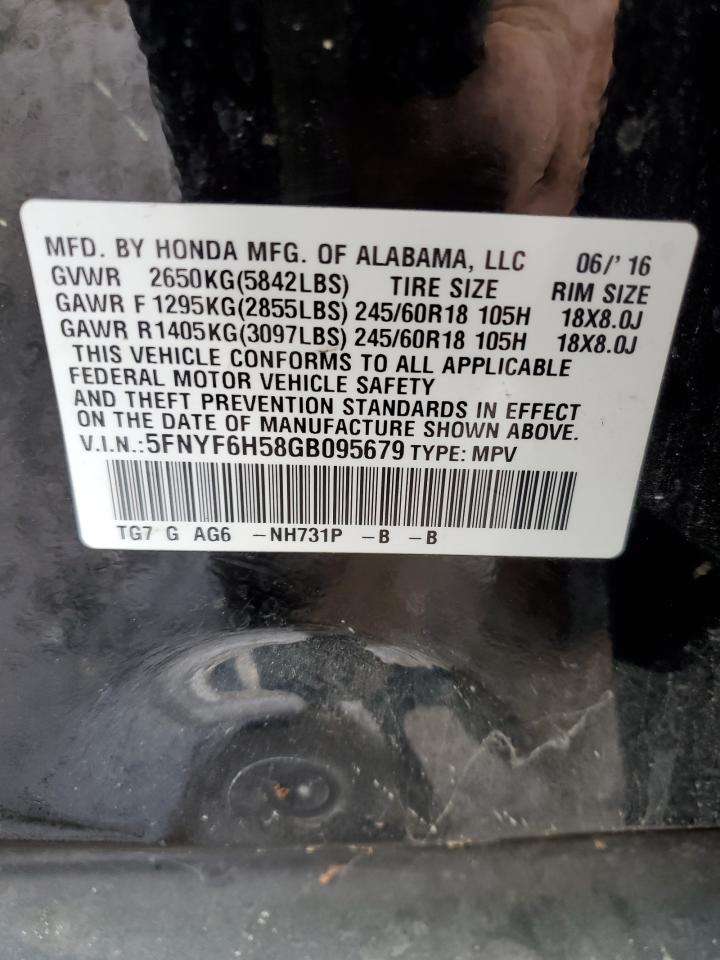 MFD. BY HONDA MFG. OF ALABAMA, LLC 06/'16
GVWR 2650KG(5842LBS) TIRE SIZE RIM SIZE
GAWR F 1295KG(2855LBS) 245/60R18 105H 18X8.0J
GAWR R1405KG(3097LBS) 245/60R18 105H 18X8.0J
THIS VEHICLE CONFORMS TO ALL APPLICABLE
FEDERAL MOTOR VEHICLE SAFETY
AND THEFT PREVENTION STANDARDS IN EFFECT
ON THE DATE OF MANUFACTURE SHOWN ABOVE.
V.I.N.:5FNYF6H58GB095679 TYPE: MPV
TG7 G AG6 -NH731P -B -B